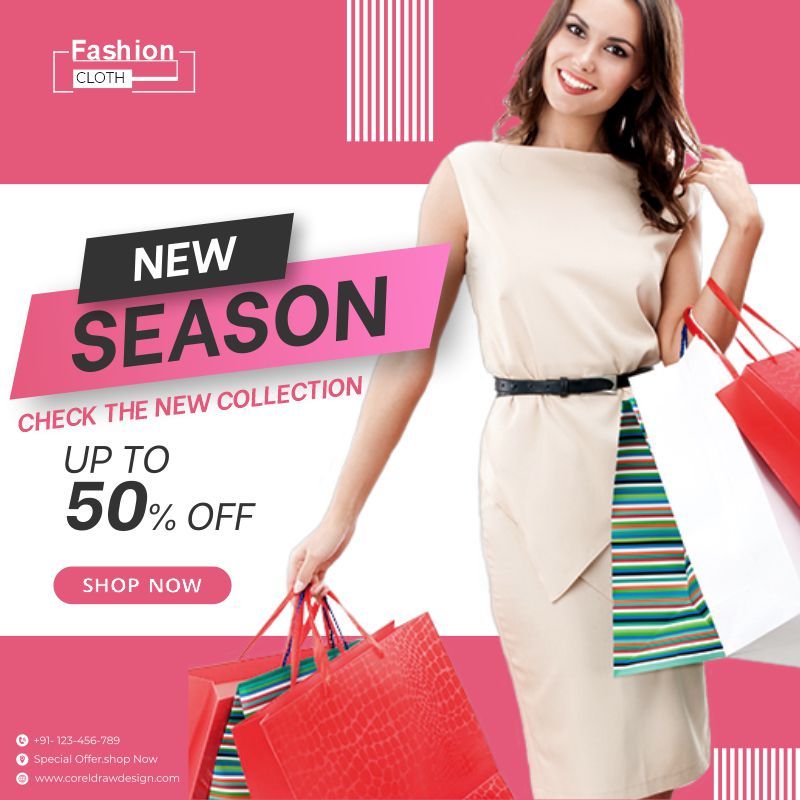 Fashion
CLOTH
NEW
SEASON
CHECK THE NEW COLLECTION
UP TO
50% OFF
SHOP NOW
+91- 123-456-789
Special Offer.shop Now
www.coreldrawdesign.com